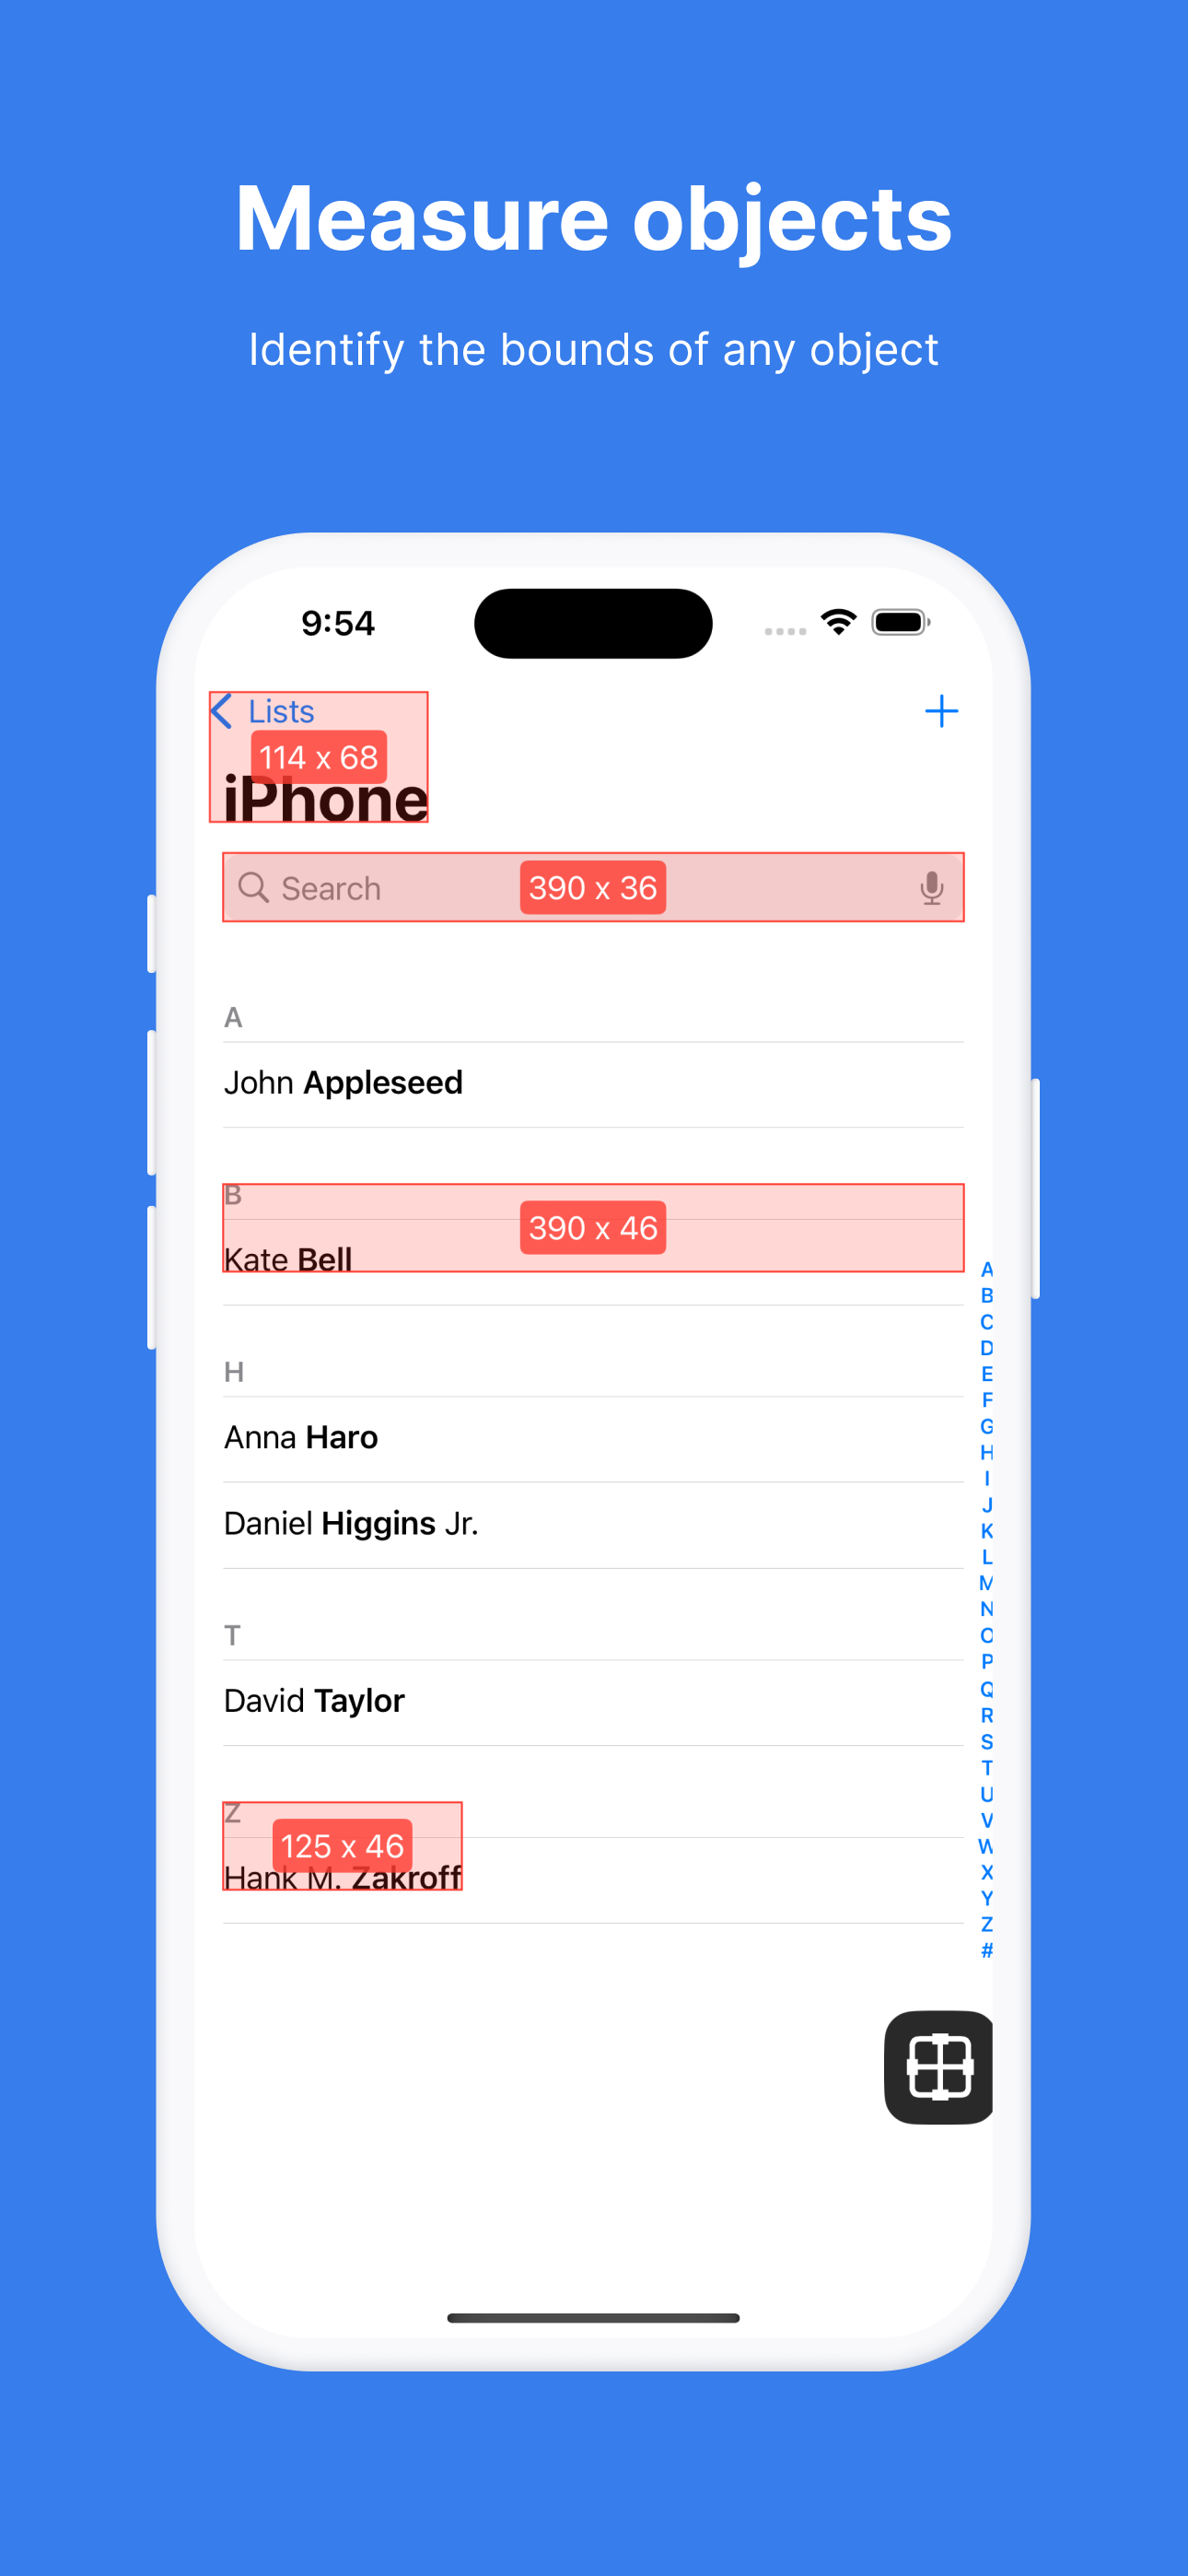 Measure objects
Identify the bounds of any object
9:54
Lists
114 x 68
iPhone
Search
390 x 36
A
John Appleseed
B
390 x 46
Kate Bell
H
Anna Haro
Daniel Higgins Jr.
T
David Taylor
Z
125 x 46
Hank M. Zakroff
A
B
C
D
E
F
G
H
I
J
K
L
M
N
O
P
Q
R
S
T
U
V
W
X
Y
Z
#